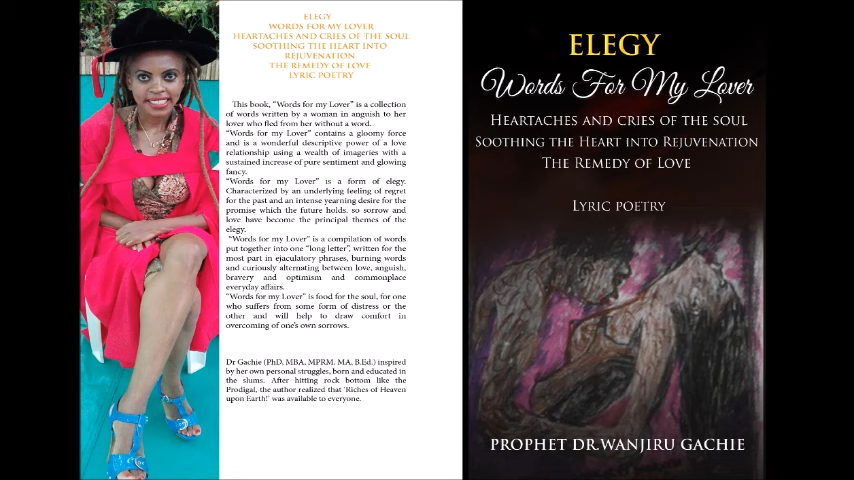 ELEGY
WORDS FOR MY LOVER
HEARTACHES AND CRIES OF THE SOUL
SOOTHING THE HEART INTO
REJUVENATION
THE REMEDY OF LOVE
LYRIC POETRY
This book, "Words for my Lover" is a collection
of words written by a woman in anguish to her
lover who fled from her without a word.
"Words for my Lover" contains a gloomy force
and is a wonderful descriptive power of a love
relationship using a wealth of imageries with a
sustained increase of pure sentiment and glowing
fancy.
"Words for my Lover" is a form of elegy.
Characterized by an underlying feeling of regret
for the past and an intense yearning desire for the
promise which the future holds, so sorrow and
love have become the principal themes of the
elegy.
"Words for my Lover" is a compilation of words
put together into one "long letter", written for the
most part in ejaculatory phrases, burning words
and curiously alternating between love, anguish,
bravery and optimism and commonplace
everyday affairs.
"Words for my Lover" is food for the soul, for one
who suffers from some form of distress or the
other and will help to draw comfort in
overcoming of one's own sorrows.
Dr Gachie (PhD, MBA, MPRM, MA, B.Ed.) inspired
by her own personal struggles, born and educated in
the slums. After hitting rock bottom like the
Prodigal, the author realized that 'Riches of Heaven
upon Earth!' was available to everyone.
ELEGY
Words For My Lover
HEARTACHES AND CRIES OF THE SOUL
SOOTHING THE HEART INTO REJUVENATION
THE REMEDY OF LOVE
LYRIC POETRY
PROPHET DR.WANJIRU GACHIE